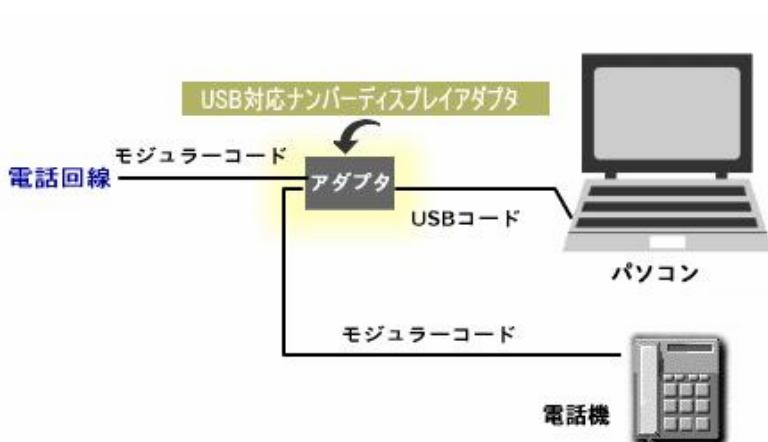 USB対応ナンバーディスプレイアダプタ
モジュラーコード
電話回線
アダプタ
USBコード
パソコン
モジュラーコード
電話機